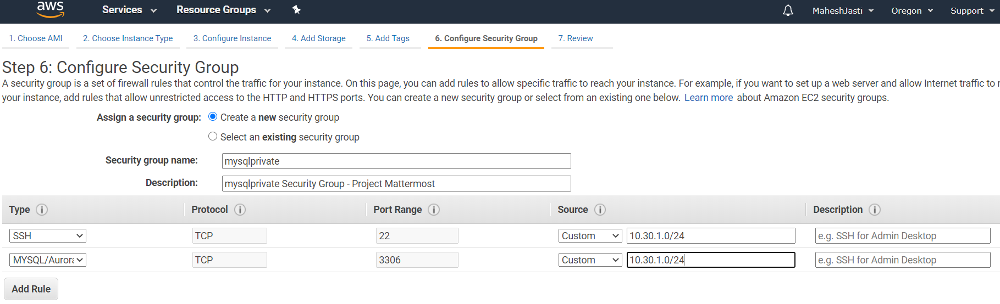 aws Services Resource Groups MaheshJasti Oregon Support
1. Choose AMI 2. Choose Instance Type 3. Configure Instance 4. Add Storage 5. Add Tags 6. Configure Security Group 7. Review
Step 6: Configure Security Group
A security group is a set of firewall rules that control the traffic for your instance. On this page, you can add rules to allow specific traffic to reach your instance. For example, if you want to set up a web server and allow Internet traffic to
your instance, add rules that allow unrestricted access to the HTTP and HTTPS ports. You can create a new security group or select from an existing one below. Learn more about Amazon EC2 security groups.
Assign a security group: Create a new security group
Select an existing security group
Security group name: mysqlprivate
Description: mysqlprivate Security Group - Project Mattermost
Type i Protocol i Port Range i Source i Description i
SSH TCP 22 Custom 10.30.1.0/24 e.g. SSH for Admin Desktop
MYSQL/Aurora TCP 3306 Custom 10.30.1.0/24 e.g. SSH for Admin Desktop
Add Rule